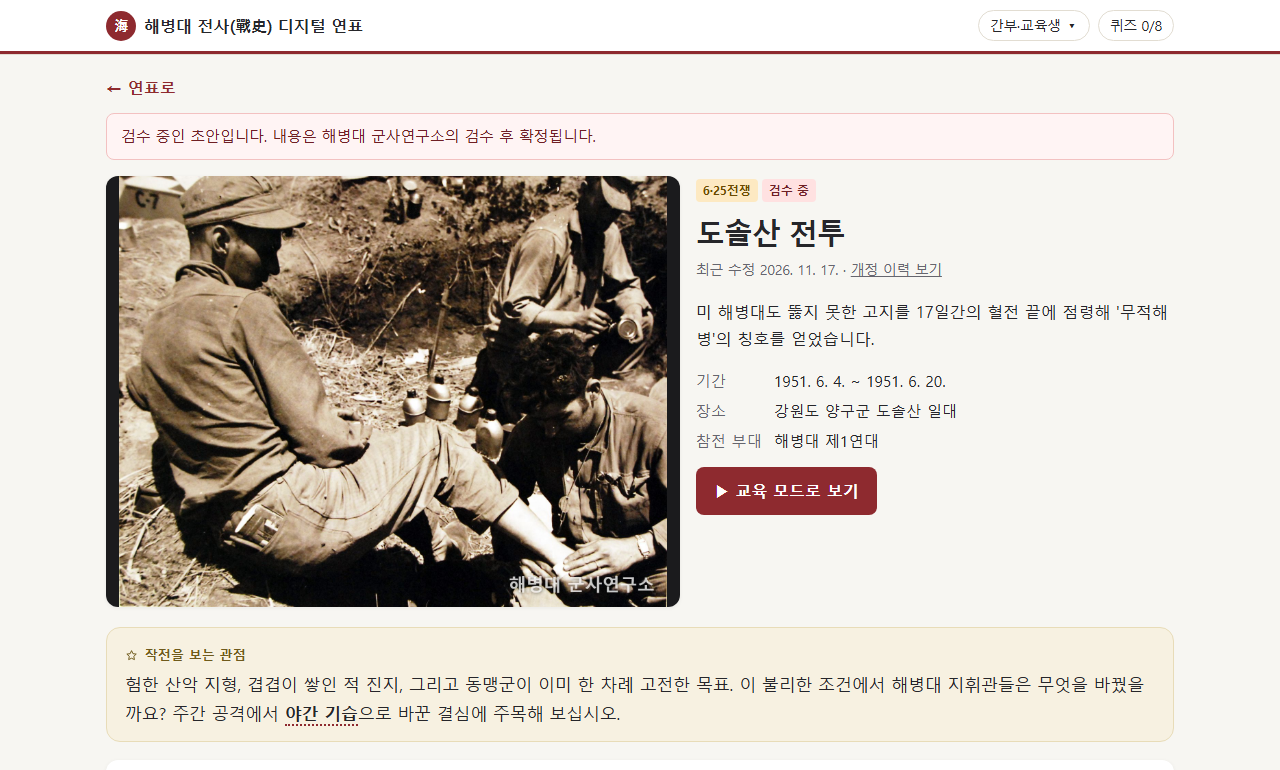 海 해병대 전사(戰史) 디지털 연표
간부·교육생 ▼
퀴즈 0/8
← 연표로
검수 중인 초안입니다. 내용은 해병대 군사연구소의 검수 후 확정됩니다.
C-7
해병대 군사연구소
6·25전쟁 검수 중
도솔산 전투
최근 수정 2026. 11. 17. · 개정 이력 보기
미 해병대도 뚫지 못한 고지를 17일간의 혈전 끝에 점령해 '무적해
병'의 칭호를 얻었습니다.
기간 1951. 6. 4. ~ 1951. 6. 20.
장소 강원도 양구군 도솔산 일대
참전 부대 해병대 제1연대
▶ 교육 모드로 보기
☆ 작전을 보는 관점
험한 산악 지형, 겹겹이 쌓인 적 진지, 그리고 동맹군이 이미 한 차례 고전한 목표. 이 불리한 조건에서 해병대 지휘관들은 무엇을 바꿨을
까요? 주간 공격에서 야간 기습으로 바꾼 결심에 주목해 보십시오.